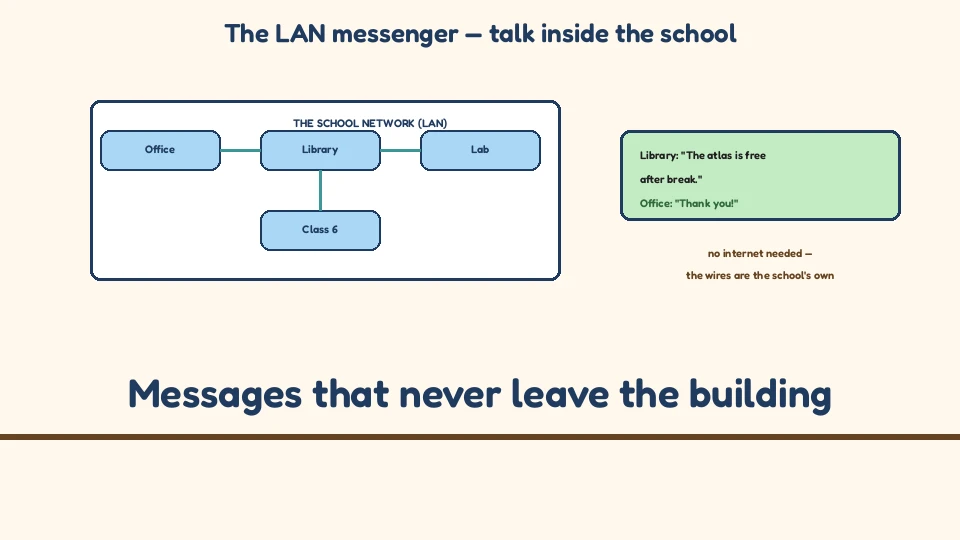 The LAN messenger — talk inside the school
THE SCHOOL NETWORK (LAN)
Office
Library
Lab
Class 6
Library: "The atlas is free
after break."
Office: "Thank you!"
no internet needed —
the wires are the school's own
Messages that never leave the building